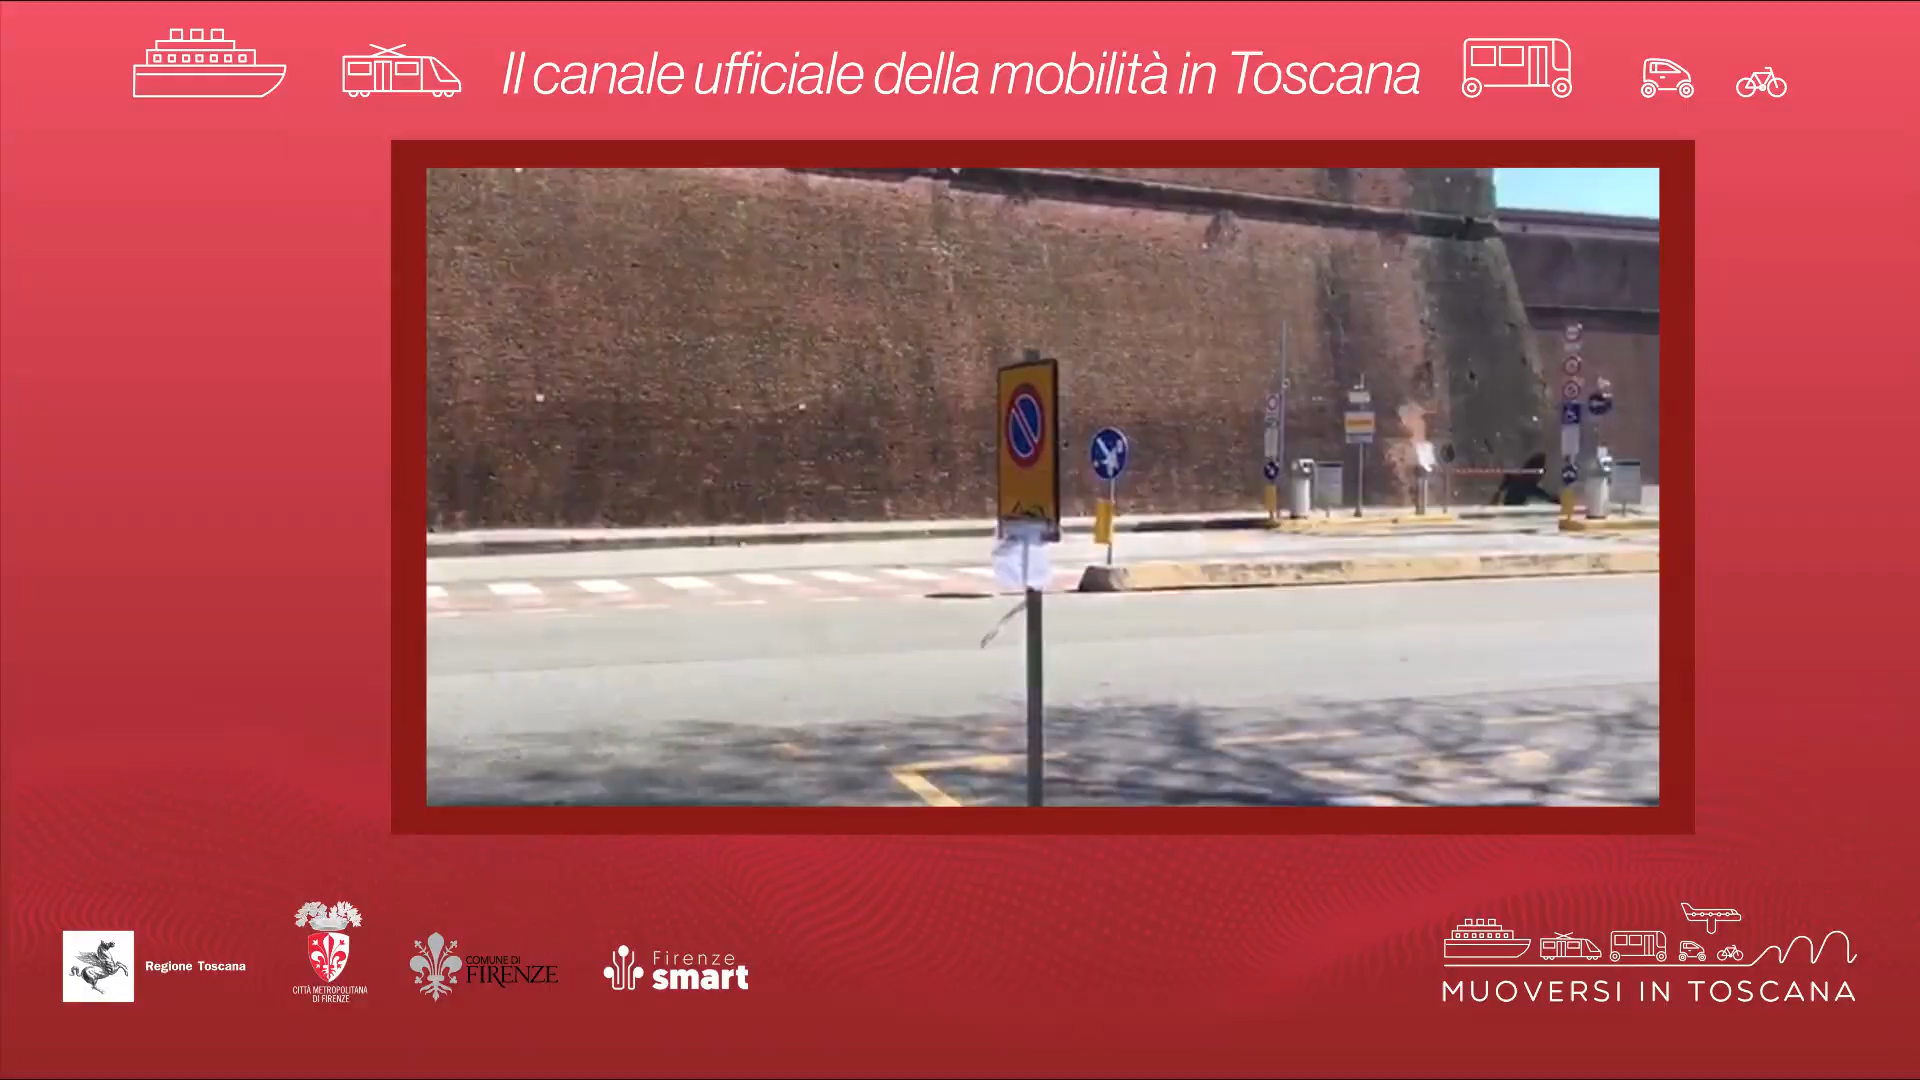 Il canale ufficiale della mobilità in Toscana
Regione Toscana
CITTÀ METROPOLITANA
DI FIRENZE
COMUNE DI
FIRENZE
Firenze
smart
MUOVERSI IN TOSCANA